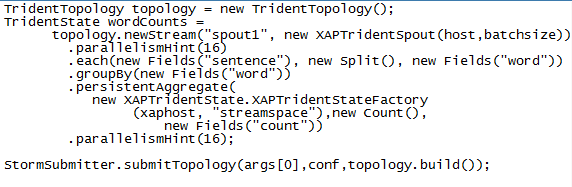 TridentTopology topology = new TridentTopology();
TridentState wordCounts =
topology.newStream("spout1", new XAPTridentSpout(host,batchsize))
.parallelismHint(16)
.each(new Fields("sentence"), new Split(), new Fields("word"))
.groupBy(new Fields("word"))
.persistentAggregate(
new XAPTridentState.XAPTridentStateFactory
(xaphost, "streamspace"),new Count(),
new Fields("count"))
.parallelismHint(16);
StormSubmitter.submitTopology(args[0],conf,topology.build());